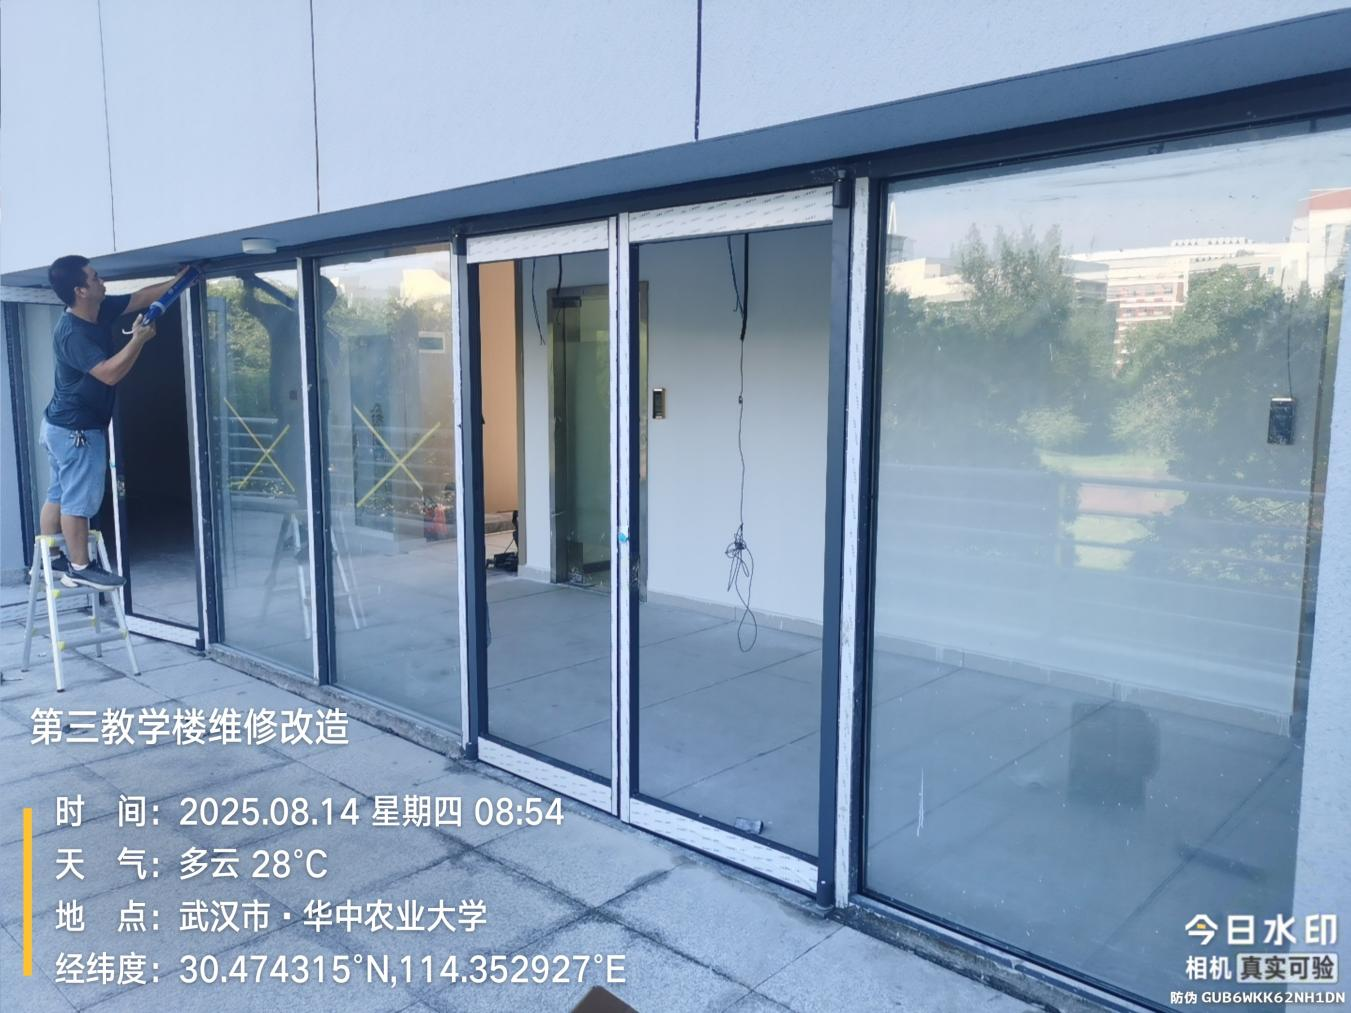 第三教学楼维修改造
时 间：2025.08.14 星期四 08:54
天 气：多云 28°C
地 点：武汉市·华中农业大学
经纬度：30.474315°N,114.352927°E
今日水印
相机 真实可验
防伪 GUB6WKK62NH1DN